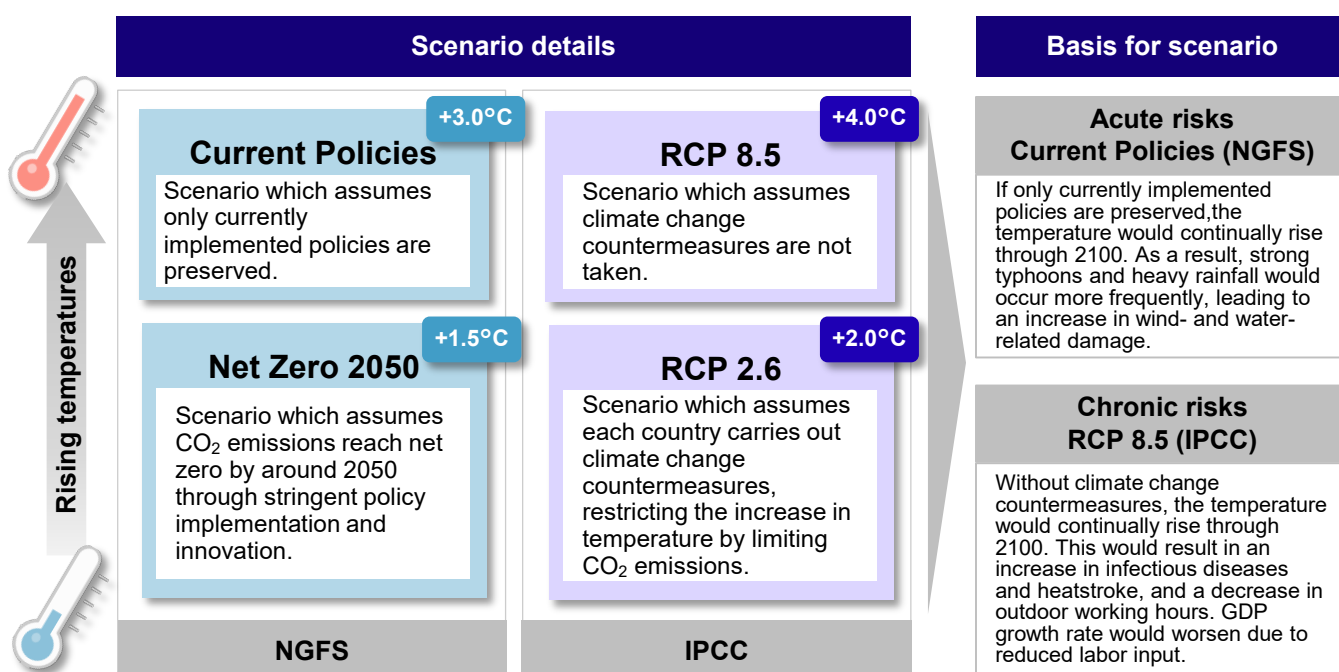 Scenario details
Basis for scenario
Rising temperatures
+3.0°C
Current Policies
Scenario which assumes
only currently
implemented policies are
preserved.
+1.5°C
Net Zero 2050
Scenario which assumes
CO₂ emissions reach net
zero by around 2050
through stringent policy
implementation and
innovation.
NGFS
+4.0°C
RCP 8.5
Scenario which assumes
climate change
countermeasures are not
taken.
+2.0°C
RCP 2.6
Scenario which assumes
each country carries out
climate change
countermeasures,
restricting the increase in
temperature by limiting
CO₂ emissions.
IPCC
Acute risks
Current Policies (NGFS)
If only currently implemented
policies are preserved,the
temperature would continually rise
through 2100. As a result, strong
typhoons and heavy rainfall would
occur more frequently, leading to
an increase in wind- and water-
related damage.
Chronic risks
RCP 8.5 (IPCC)
Without climate change
countermeasures, the temperature
would continually rise through
2100. This would result in an
increase in infectious diseases
and heatstroke, and a decrease in
outdoor working hours. GDP
growth rate would worsen due to
reduced labor input.